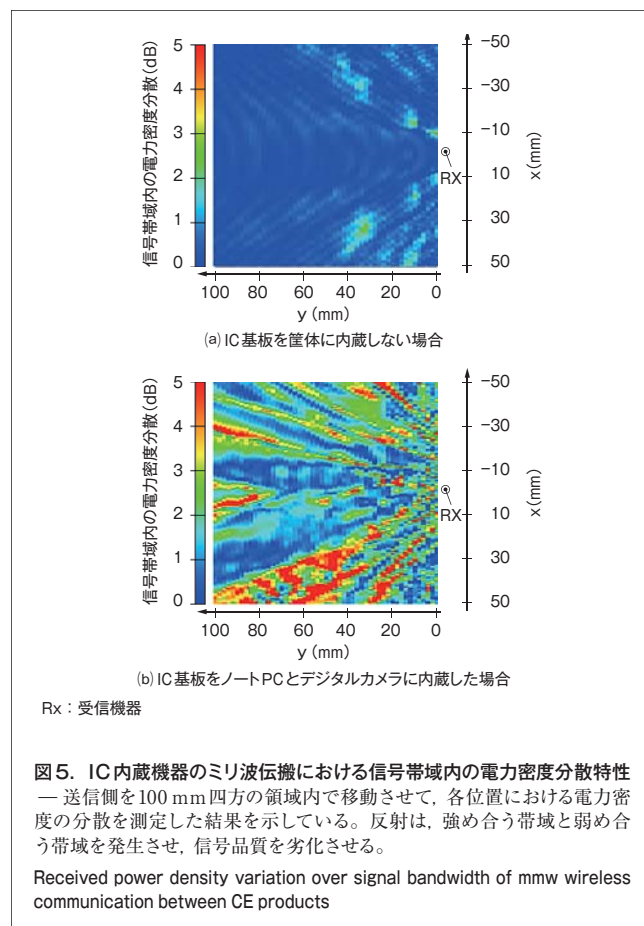 信号帯域内の電力密度分散(dB)
5
4
3
2
1
0
-50
-30
-10
10
30
50
x(mm)
RX
100 80 60 40 20 0
y(mm)
(a) IC基板を筐体に内蔵しない場合
信号帯域内の電力密度分散(dB)
5
4
3
2
1
0
-50
-30
-10
10
30
50
x(mm)
RX
100 80 60 40 20 0
y(mm)
(b) IC基板をノートPCとデジタルカメラに内蔵した場合
Rx:受信機器
図5. IC内蔵機器のミリ波伝搬における信号帯域内の電力密度分散特性
— 送信側を100 mm四方の領域内で移動させて, 各位置における電力密
度の分散を測定した結果を示している。反射は, 強め合う帯域と弱め合
う帯域を発生させ, 信号品質を劣化させる。
Received power density variation over signal bandwidth of mmw wireless
communication between CE products